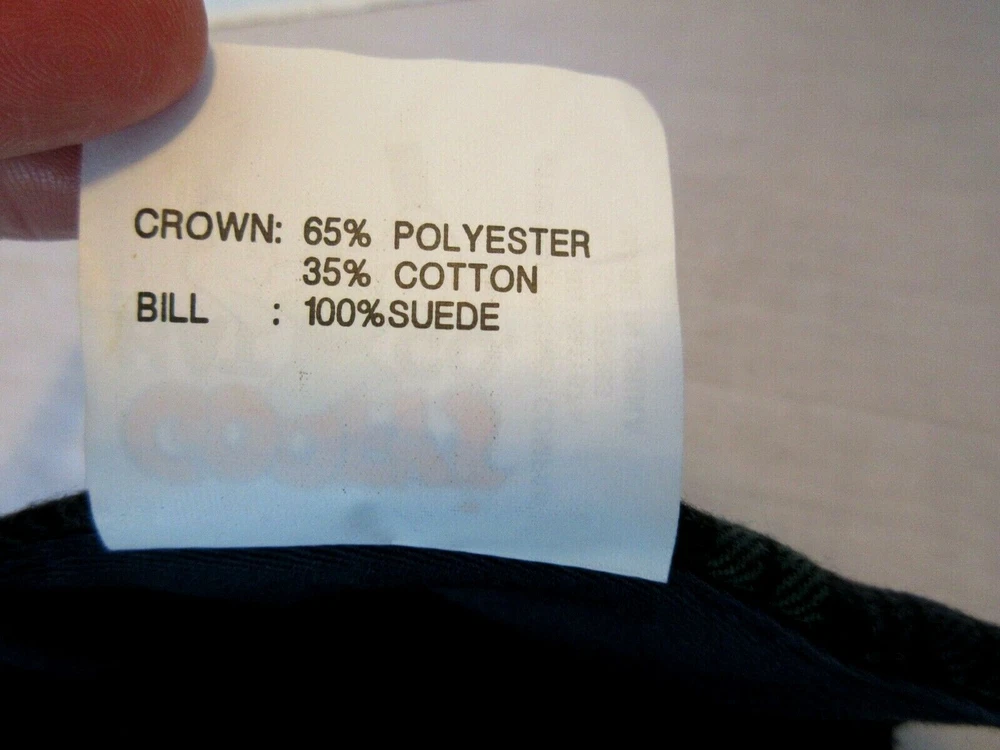 CROWN: 65% POLYESTER
35% COTTON
BILL : 100% SUEDE